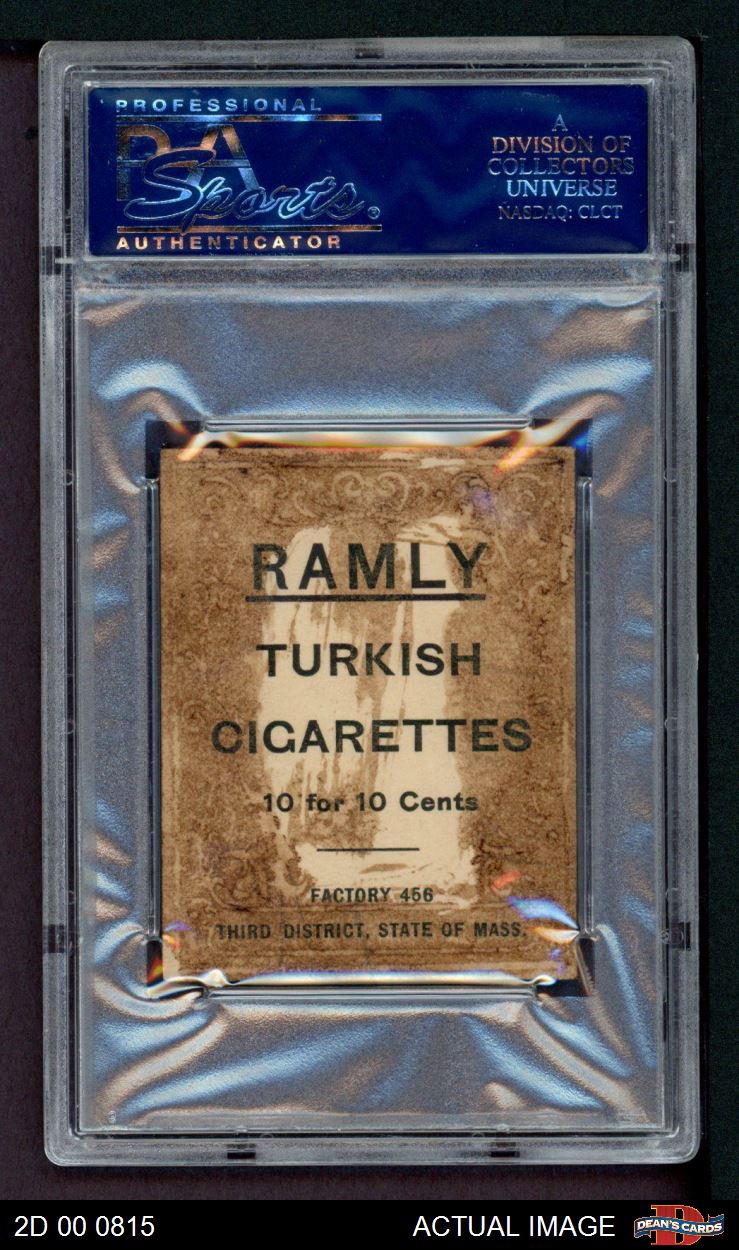 PROFESSIONAL
PSA
Sports®
AUTHENTICATOR
A
DIVISION OF
COLLECTORS
UNIVERSE
NASDAQ: CLCT
RAMLY
TURKISH
CIGARETTES
10 for 10 Cents
FACTORY 456
THIRD DISTRICT, STATE OF MASS.
2D 00 0815
ACTUAL IMAGE
D
DEAN'S CARDS